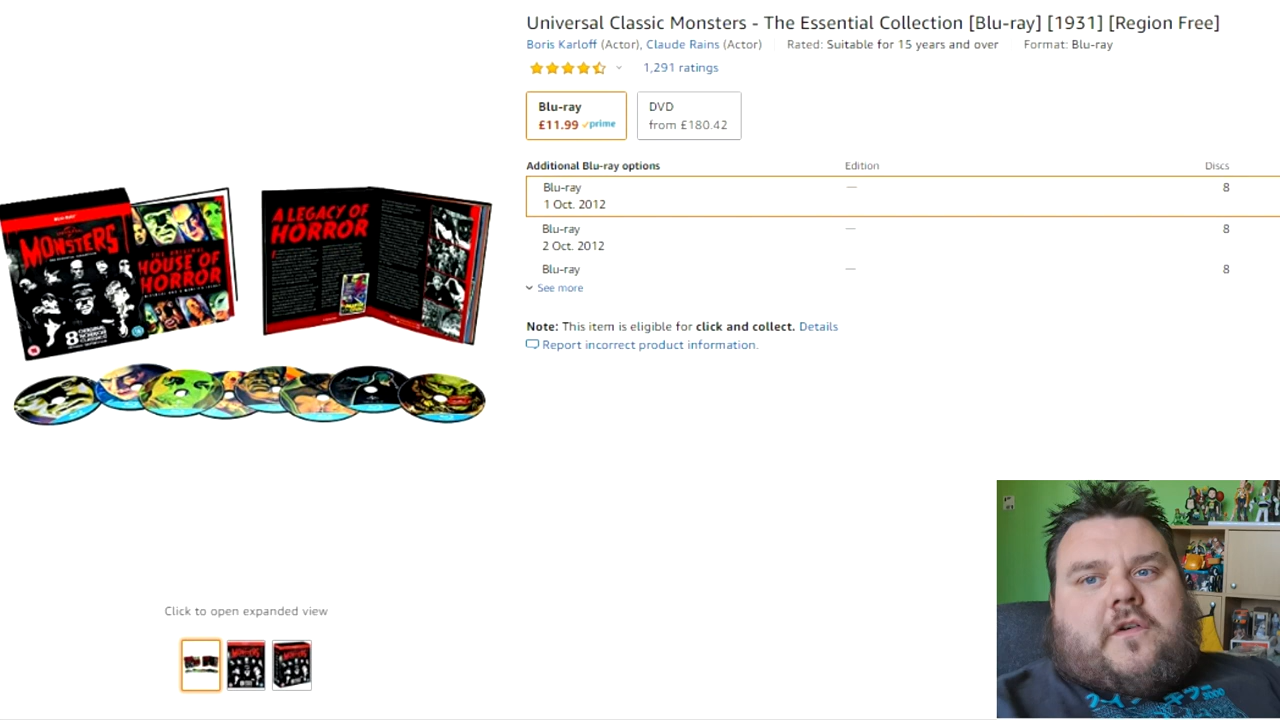 Universal Classic Monsters - The Essential Collection [Blu-ray] [1931] [Region Free]
Boris Karloff (Actor), Claude Rains (Actor) Rated: Suitable for 15 years and over Format: Blu-ray
1,291 ratings
Blu-ray DVD
£11.99 prime from £180.42
Additional Blu-ray options Edition Discs
Blu-ray — 8
1 Oct. 2012
Blu-ray — 8
2 Oct. 2012
Blu-ray — 8
See more
Note: This item is eligible for click and collect. Details
Report incorrect product information.
MONSTERS
8
THE ORIGINAL
HOUSE OF
HORROR
A LEGACY OF
HORROR
Click to open expanded view